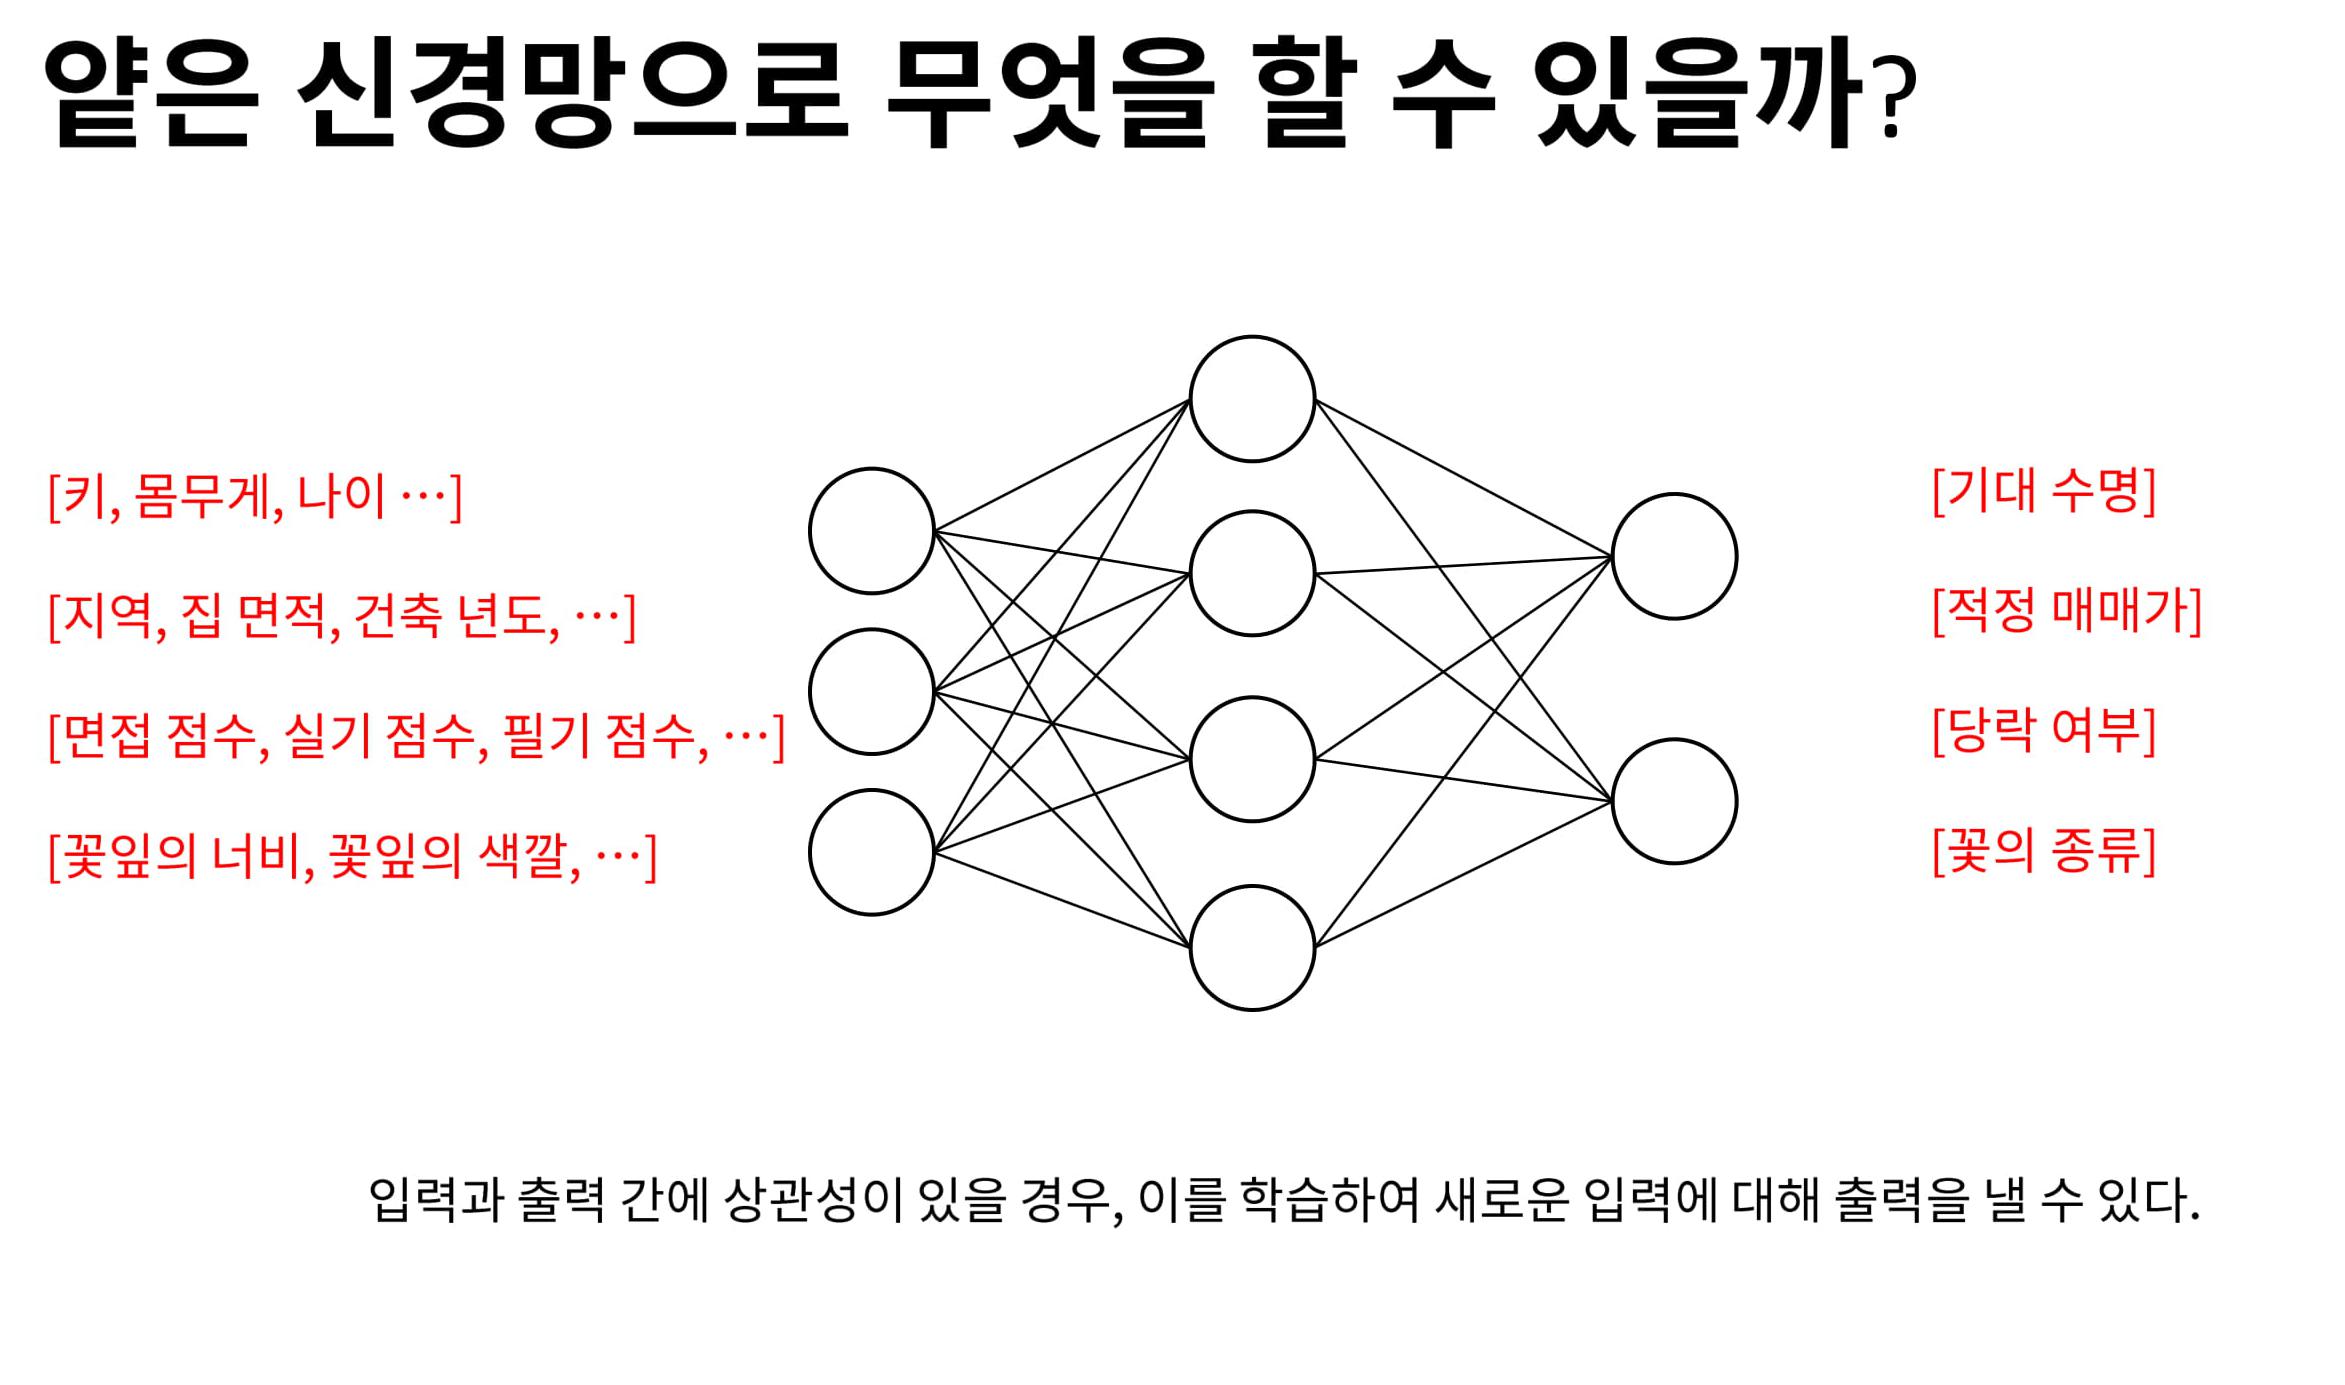 얕은 신경망으로 무엇을 할 수 있을까?
[키, 몸무게, 나이 …]
[기대 수명]
[지역, 집 면적, 건축 년도, …]
[적정 매매가]
[면접 점수, 실기 점수, 필기 점수, …]
[당락 여부]
[꽃잎의 너비, 꽃잎의 색깔, …]
[꽃의 종류]
입력과 출력 간에 상관성이 있을 경우, 이를 학습하여 새로운 입력에 대해 출력을 낼 수 있다.